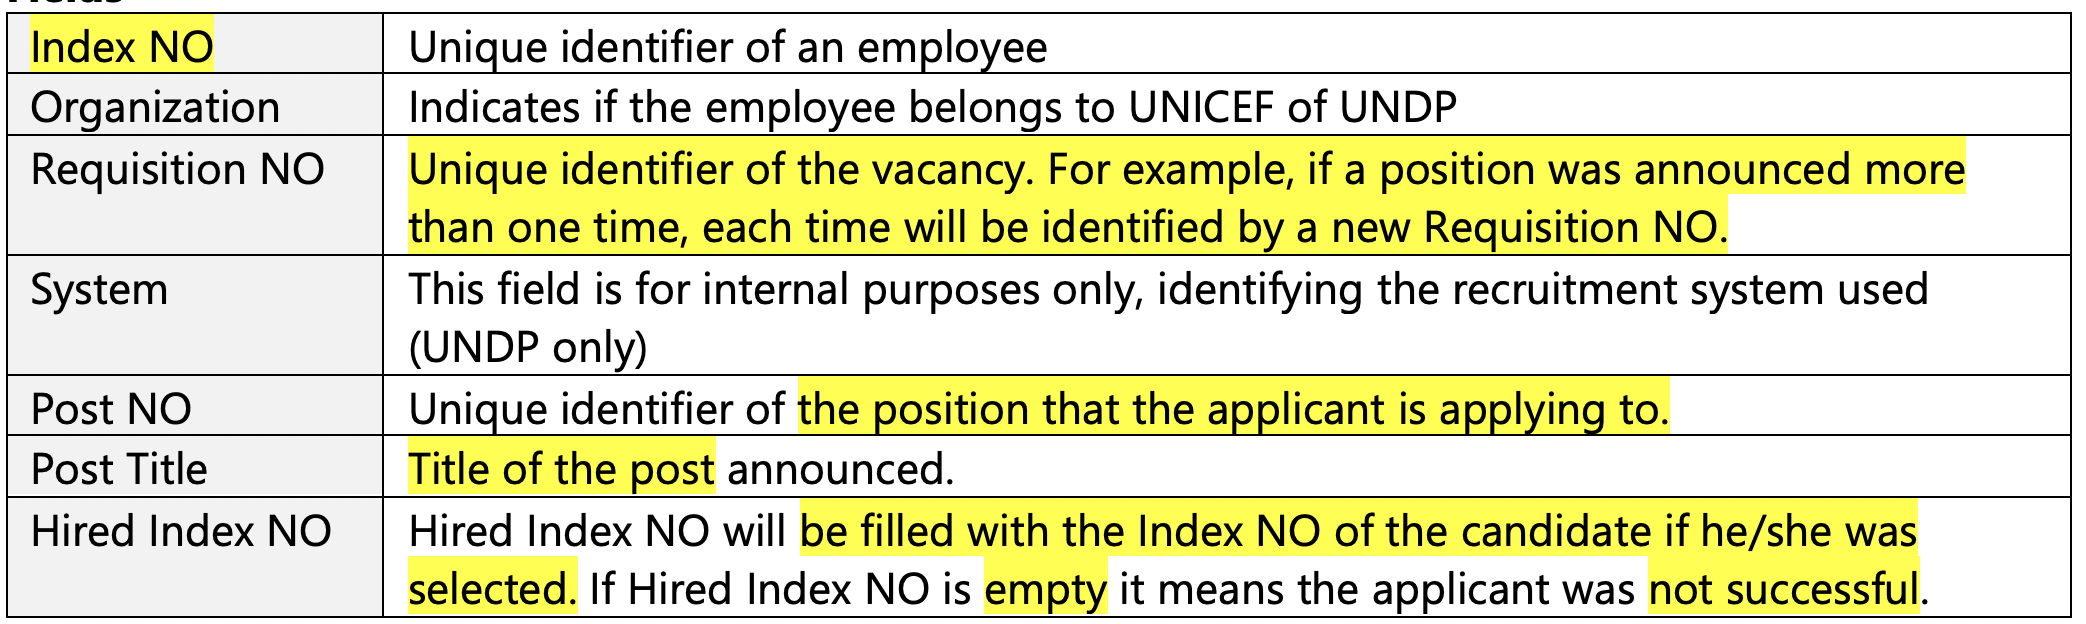 Fields
Index NO
Unique identifier of an employee
Organization
Indicates if the employee belongs to UNICEF of UNDP
Requisition NO
Unique identifier of the vacancy. For example, if a position was announced more
than one time, each time will be identified by a new Requisition NO.
System
This field is for internal purposes only, identifying the recruitment system used
(UNDP only)
Post NO
Unique identifier of the position that the applicant is applying to.
Post Title
Title of the post announced.
Hired Index NO
Hired Index NO will be filled with the Index NO of the candidate if he/she was
selected. If Hired Index NO is empty it means the applicant was not successful.